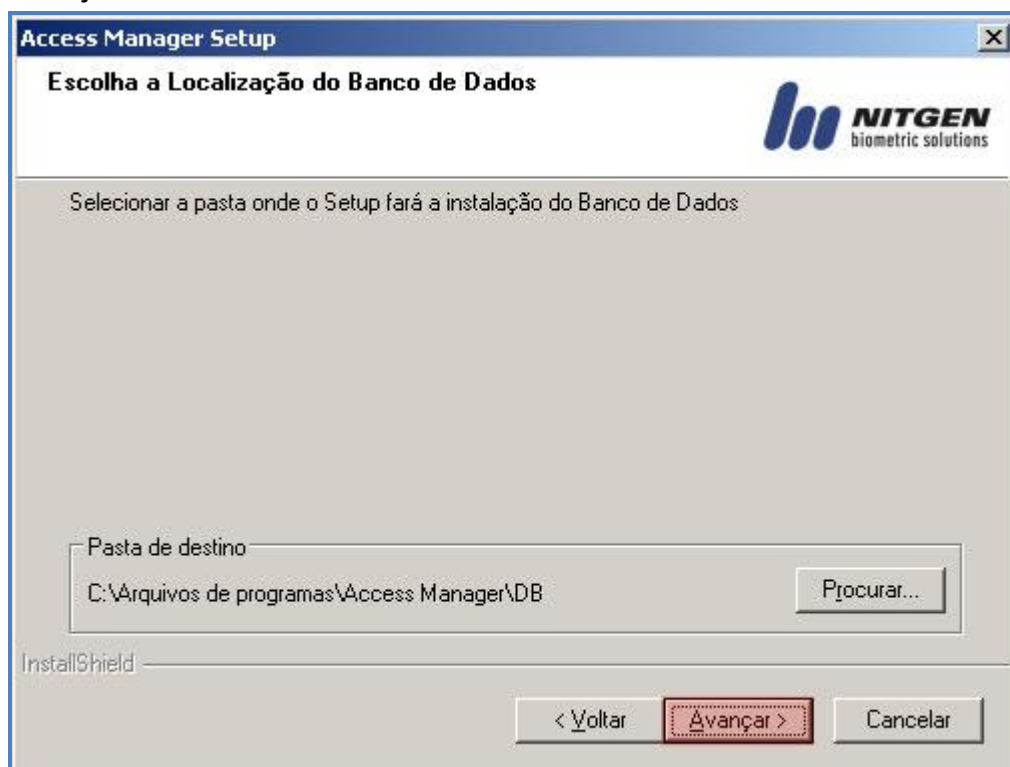 Access Manager Setup
Escolha a Localização do Banco de Dados
NITGEN
biometric solutions
Selecionar a pasta onde o Setup fará a instalação do Banco de Dados
Pasta de destino
C:\Arquivos de programas\Access Manager\DB
Procurar...
InstallShield
< Voltar
Avançar >
Cancelar